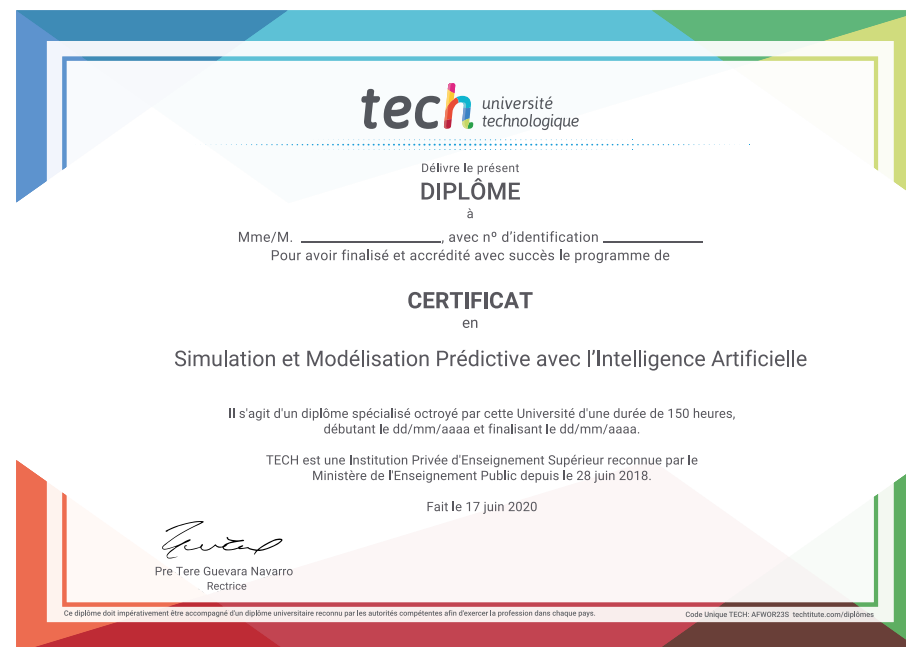 tech université
technologique
Délivre le présent
DIPLÔME
à
Mme/M. ____________________, avec nº d'identification ______________
Pour avoir finalisé et accrédité avec succès le programme de
CERTIFICAT
en
Simulation et Modélisation Prédictive avec l'Intelligence Artificielle
Il s'agit d'un diplôme spécialisé octroyé par cette Université d'une durée de 150 heures,
débutant le dd/mm/aaaa et finalisant le dd/mm/aaaa.
TECH est une Institution Privée d'Enseignement Supérieur reconnue par le
Ministère de l'Enseignement Public depuis le 28 juin 2018.
Fait le 17 juin 2020
Pre Tere Guevara Navarro
Rectrice
Ce diplôme doit impérativement être accompagné d'un diplôme universitaire reconnu par les autorités compétentes afin d'exercer la profession dans chaque pays.
Code Unique TECH: AFWOR23S techtitute.com/diplômes